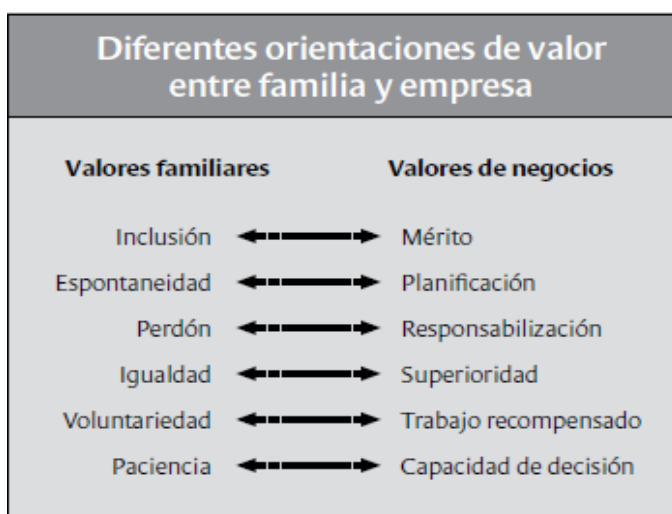 Diferentes orientaciones de valor
entre familia y empresa
Valores familiares Valores de negocios
Inclusión Mérito
Espontaneidad Planificación
Perdón Responsabilización
Igualdad Superioridad
Voluntariedad Trabajo recompensado
Paciencia Capacidad de decisión